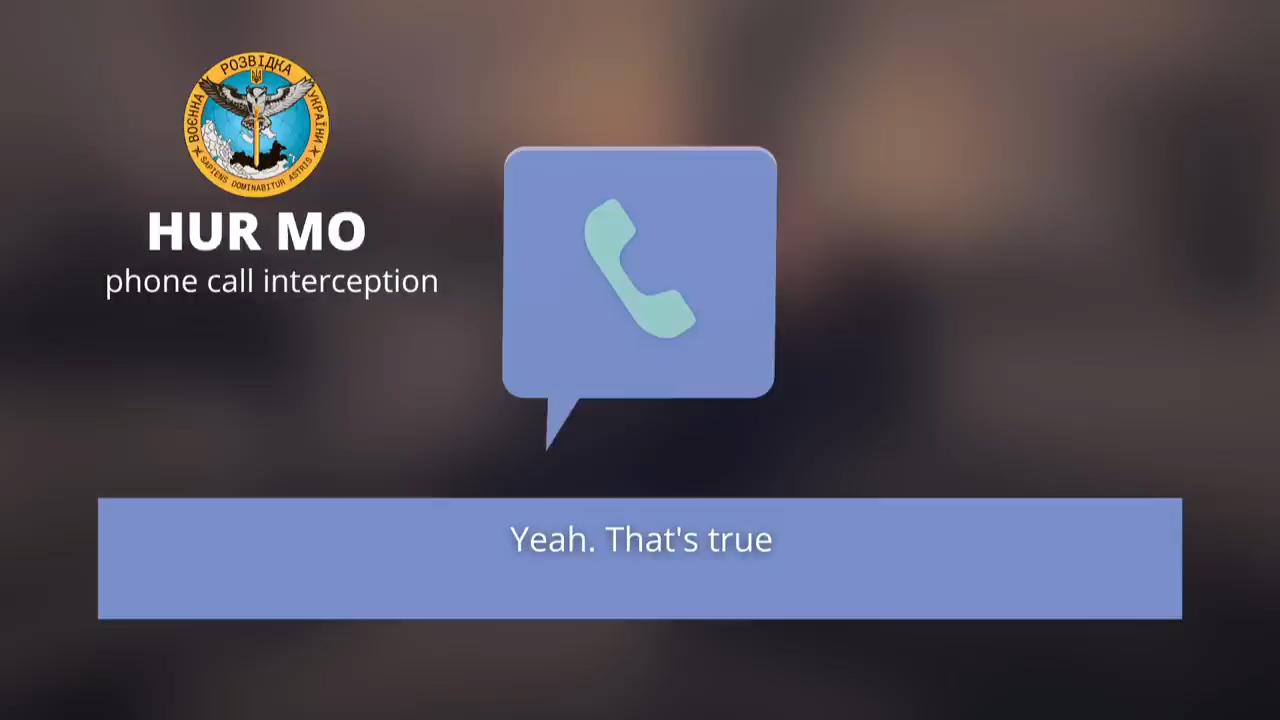 РОЗВІДКА
ВОЄННА
УКРАЇНИ
SAPIENS DOMINABITUR ASTRIS
HUR MO
phone call interception
Yeah. That's true